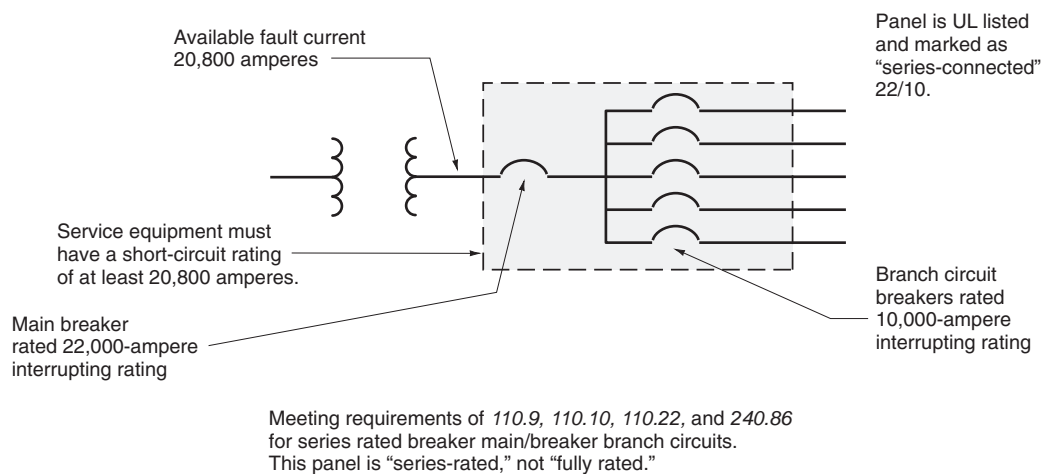 Available fault current
20,800 amperes
Panel is UL listed
and marked as
“series-connected”
22/10.
Service equipment must
have a short-circuit rating
of at least 20,800 amperes.
Main breaker
rated 22,000-ampere
interrupting rating
Branch circuit
breakers rated
10,000-ampere
interrupting rating
Meeting requirements of 110.9, 110.10, 110.22, and 240.86
for series rated breaker main/breaker branch circuits.
This panel is “series-rated,” not “fully rated.”